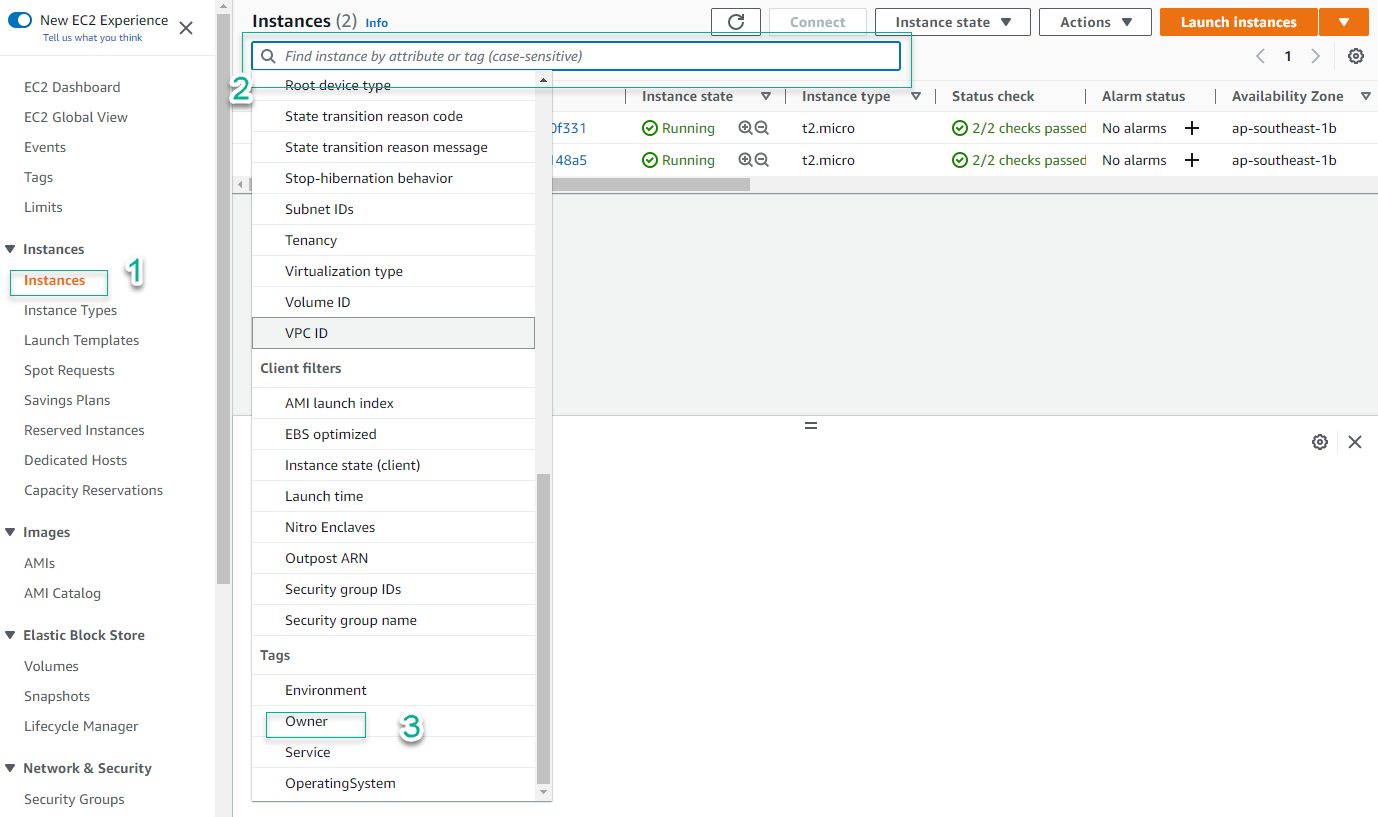 New EC2 Experience
Tell us what you think
EC2 Dashboard
EC2 Global View
Events
Tags
Limits
Instances
Instances
1
Instance Types
Launch Templates
Spot Requests
Savings Plans
Reserved Instances
Dedicated Hosts
Capacity Reservations
Images
AMIs
AMI Catalog
Elastic Block Store
Volumes
Snapshots
Lifecycle Manager
Network & Security
Security Groups
Instances (2) Info
Connect
Instance state
Actions
Launch instances
Find instance by attribute or tag (case-sensitive)
1
2
Root device type
State transition reason code
State transition reason message
Stop-hibernation behavior
Subnet IDs
Tenancy
Virtualization type
Volume ID
VPC ID
Client filters
AMI launch index
EBS optimized
Instance state (client)
Launch time
Nitro Enclaves
Outpost ARN
Security group IDs
Security group name
Tags
Environment
Owner
3
Service
OperatingSystem
Instance state Instance type Status check Alarm status Availability Zone
0f331 Running t2.micro 2/2 checks passed No alarms + ap-southeast-1b
148a5 Running t2.micro 2/2 checks passed No alarms + ap-southeast-1b